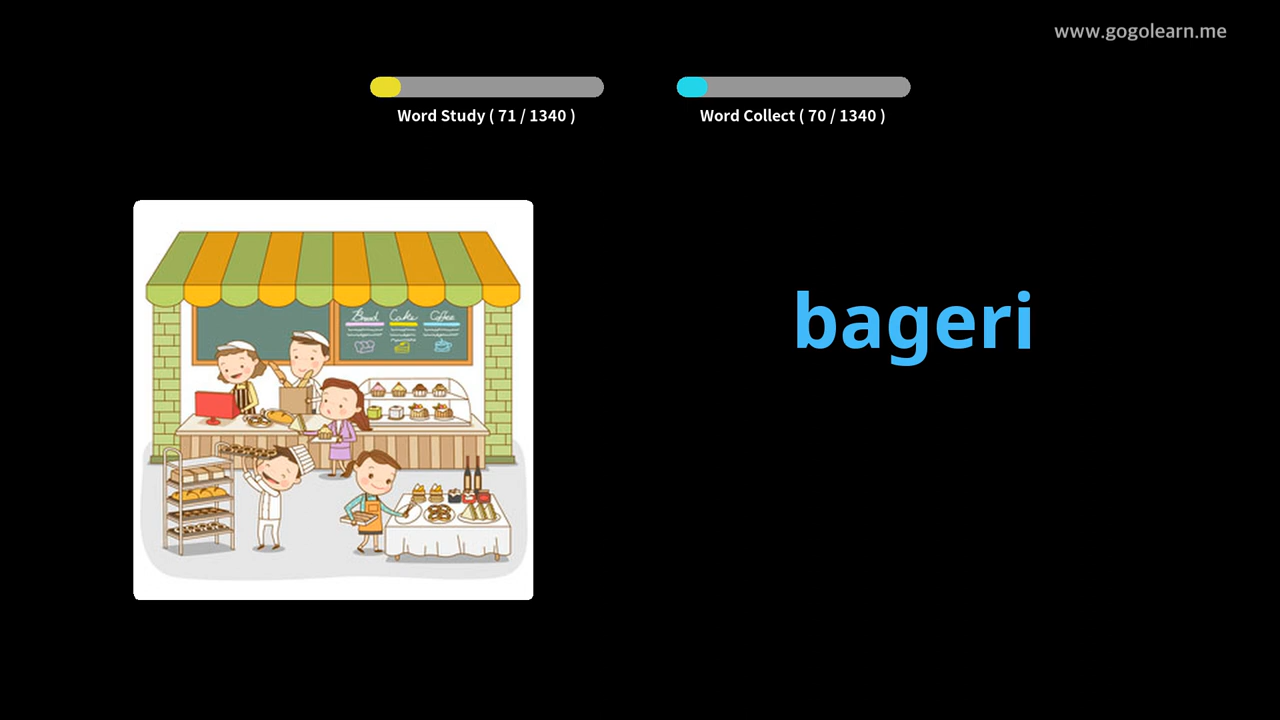 www.gogolearn.me
Word Study ( 71 / 1340 )
Word Collect ( 70 / 1340 )
Bread Cake Coffee
bageri